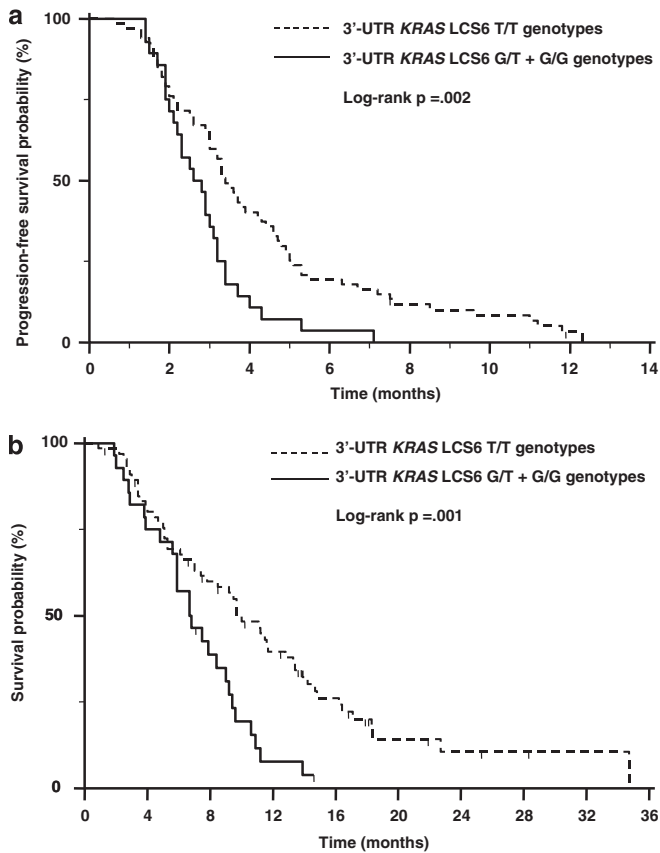 a
3'-UTR KRAS LCS6 T/T genotypes
3'-UTR KRAS LCS6 G/T + G/G genotypes
Log-rank p =.002
Progression-free survival probability (%)
100
50
0
0 2 4 6 8 10 12 14
Time (months)
b
3'-UTR KRAS LCS6 T/T genotypes
3'-UTR KRAS LCS6 G/T + G/G genotypes
Log-rank p =.001
Survival probability (%)
100
50
0
0 4 8 12 16 20 24 28 32 36
Time (months)